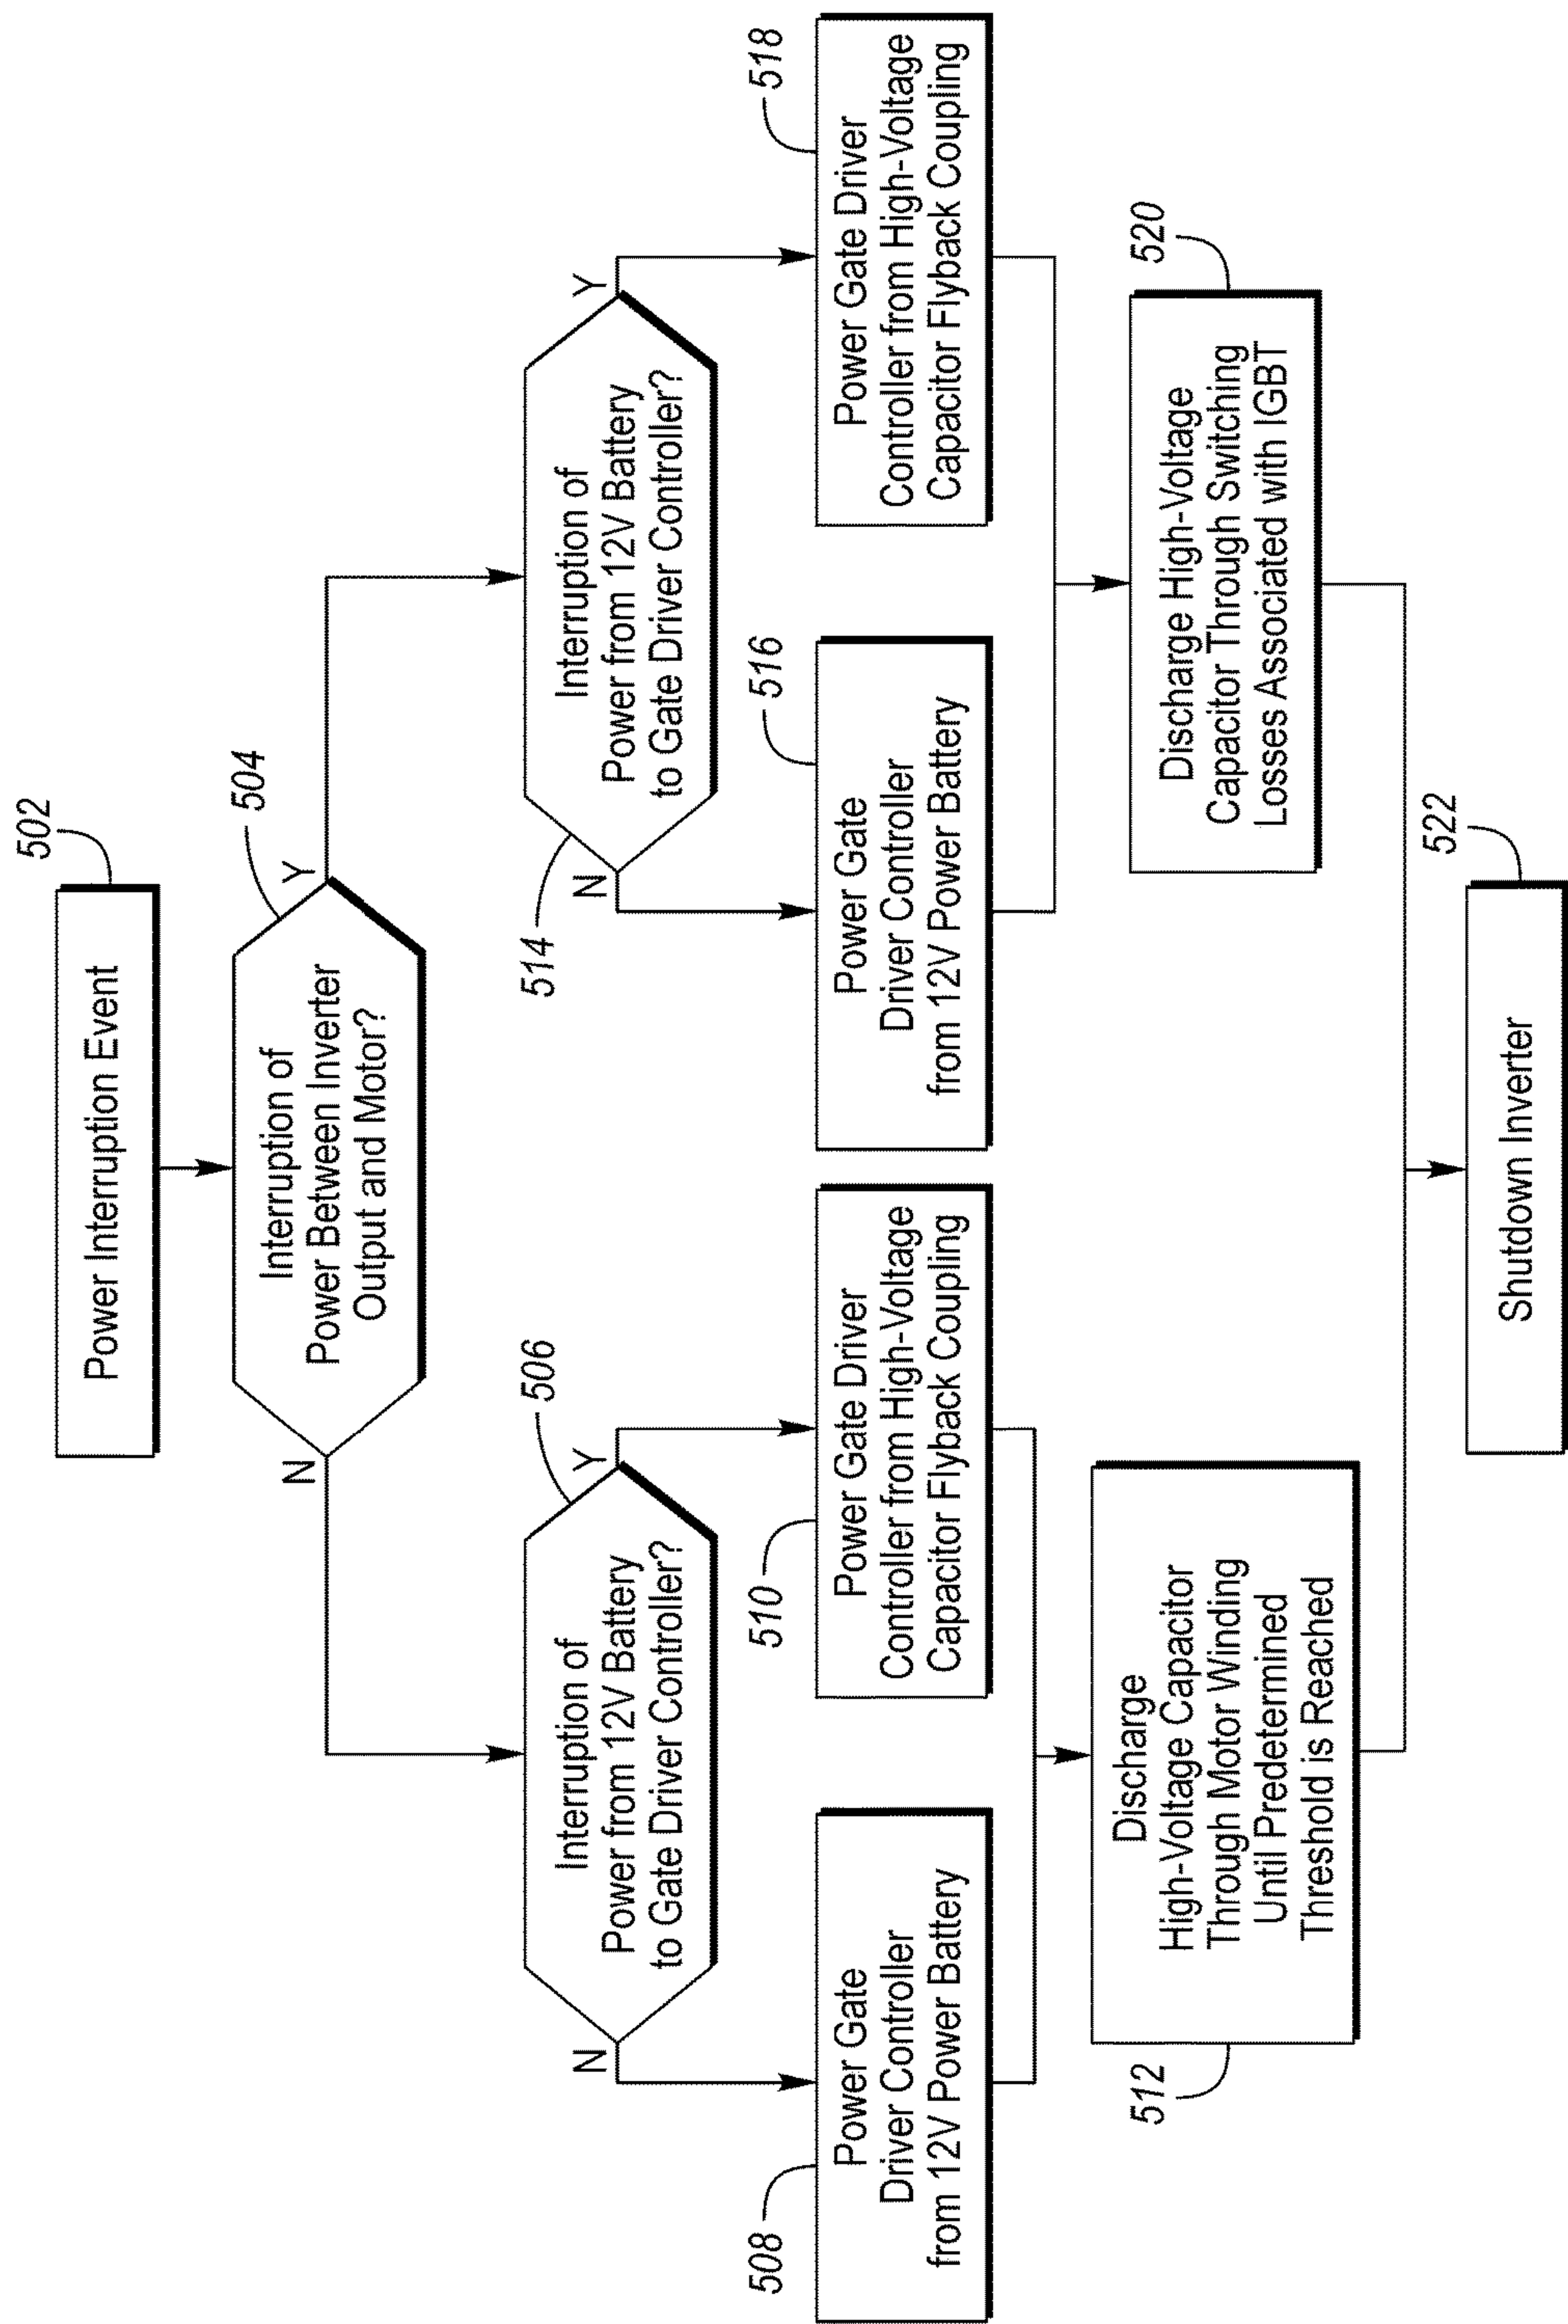 502
Power Interruption Event
504
Interruption of
Power Between Inverter
Output and Motor?
N
Y
506
Interruption of
Power from 12V Battery
to Gate Driver Controller?
N
Y
514
Interruption of
Power from 12V Battery
to Gate Driver Controller?
N
Y
508
Power Gate
Driver Controller
from 12V Power Battery
510
Power Gate Driver
Controller from High-Voltage
Capacitor Flyback Coupling
516
Power Gate
Driver Controller
from 12V Power Battery
518
Power Gate Driver
Controller from High-Voltage
Capacitor Flyback Coupling
512
Discharge
High-Voltage Capacitor
Through Motor Winding
Until Predetermined
Threshold is Reached
520
Discharge High-Voltage
Capacitor Through Switching
Losses Associated with IGBT
522
Shutdown Inverter